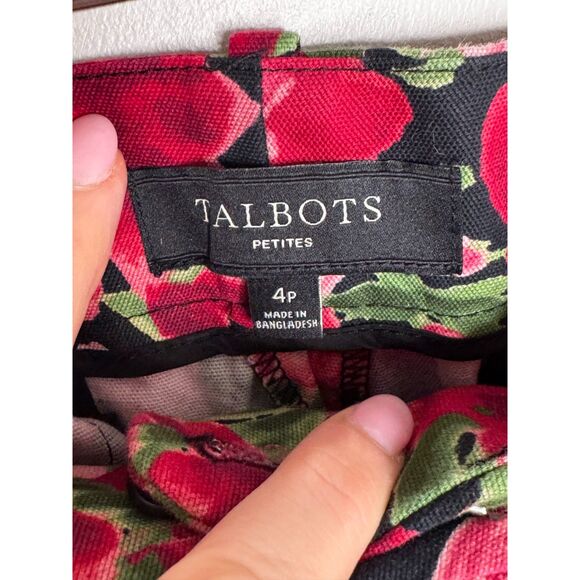 TALBOTS
PETITES
4P
MADE IN
BANGLADESH